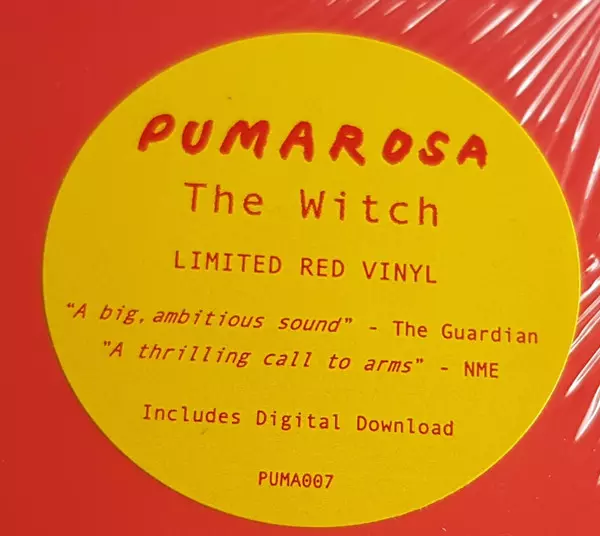 PUMAROSA
The Witch
LIMITED RED VINYL
“A big, ambitious sound” - The Guardian
”A thrilling call to arms” - NME
Includes Digital Download
PUMA007